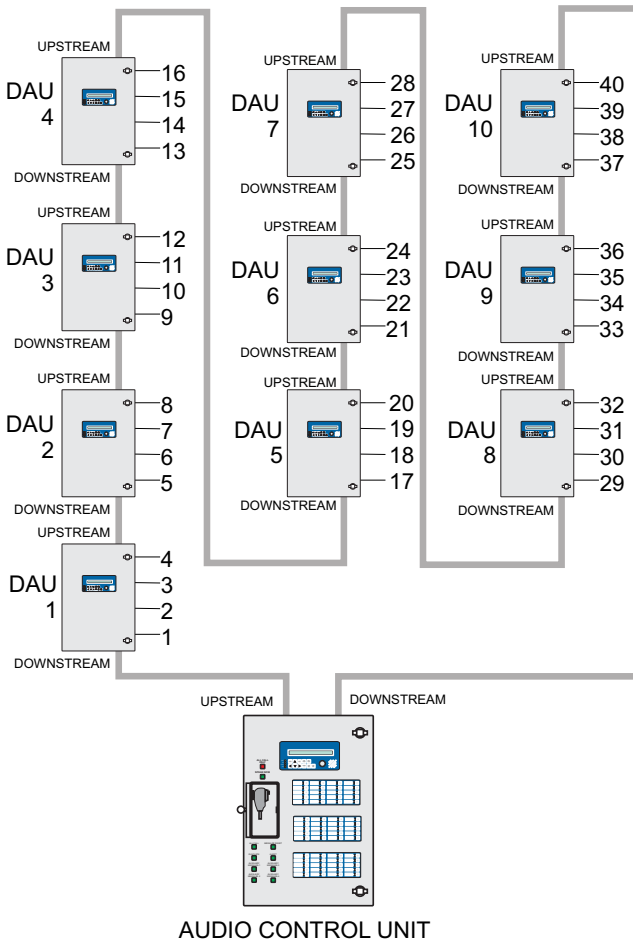 UPSTREAM
DAU
4
16
15
14
13
DOWNSTREAM
UPSTREAM
DAU
3
12
11
10
9
DOWNSTREAM
UPSTREAM
DAU
2
8
7
6
5
DOWNSTREAM
UPSTREAM
DAU
1
4
3
2
1
DOWNSTREAM
UPSTREAM
DAU
7
28
27
26
25
DOWNSTREAM
UPSTREAM
DAU
6
24
23
22
21
DOWNSTREAM
UPSTREAM
DAU
5
20
19
18
17
DOWNSTREAM
UPSTREAM
DAU
10
40
39
38
37
DOWNSTREAM
UPSTREAM
DAU
9
36
35
34
33
DOWNSTREAM
UPSTREAM
DAU
8
32
31
30
29
DOWNSTREAM
UPSTREAM
DOWNSTREAM
AUDIO CONTROL UNIT